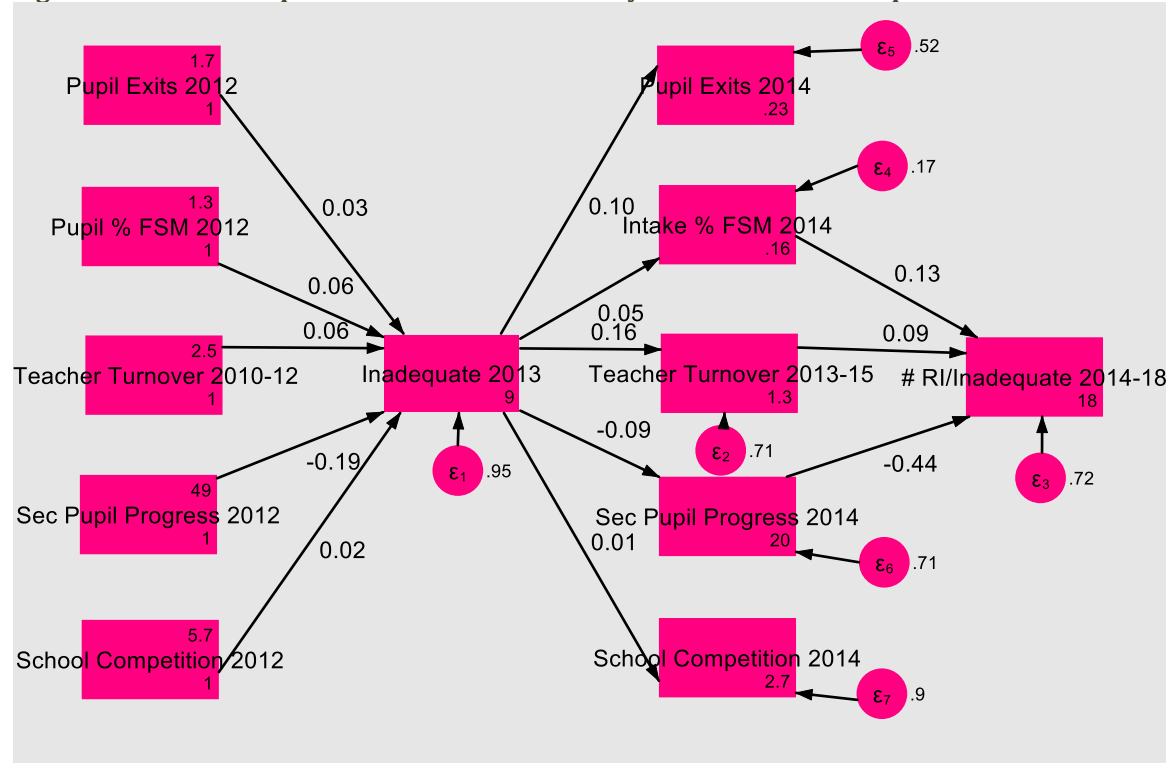 1.7
Pupil Exits 2012
1
1.3
Pupil % FSM 2012
1
2.5
Teacher Turnover 2010-12
1
49
Sec Pupil Progress 2012
1
5.7
School Competition 2012
1
0.03
0.06
0.06
-0.19
0.02
Inadequate 2013
9
ε1 .95
0.10
0.05
0.16
-0.09
0.01
Pupil Exits 2014
.23
ε5 .52
Intake % FSM 2014
.16
ε4 .17
Teacher Turnover 2013-15
1.3
ε2 .71
Sec Pupil Progress 2014
20
ε6 .71
School Competition 2014
2.7
ε7 .9
0.13
0.09
-0.44
# RI/Inadequate 2014-18
18
ε3 .72